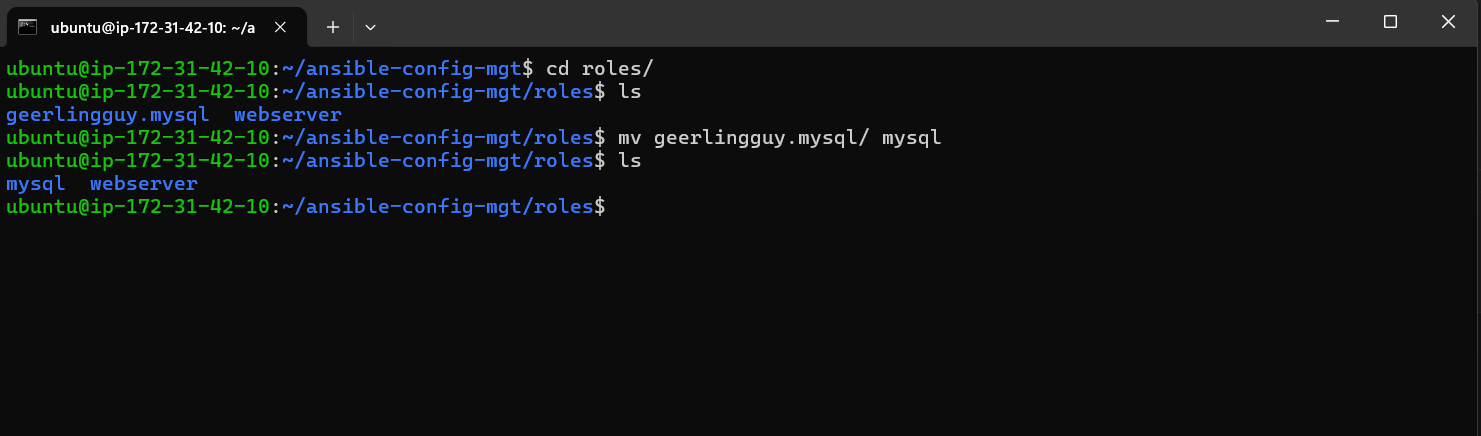 ubuntu@ip-172-31-42-10: ~/a
ubuntu@ip-172-31-42-10:~/ansible-config-mgt$ cd roles/
ubuntu@ip-172-31-42-10:~/ansible-config-mgt/roles$ ls
geerlingguy.mysql  webserver
ubuntu@ip-172-31-42-10:~/ansible-config-mgt/roles$ mv geerlingguy.mysql/ mysql
ubuntu@ip-172-31-42-10:~/ansible-config-mgt/roles$ ls
mysql  webserver
ubuntu@ip-172-31-42-10:~/ansible-config-mgt/roles$